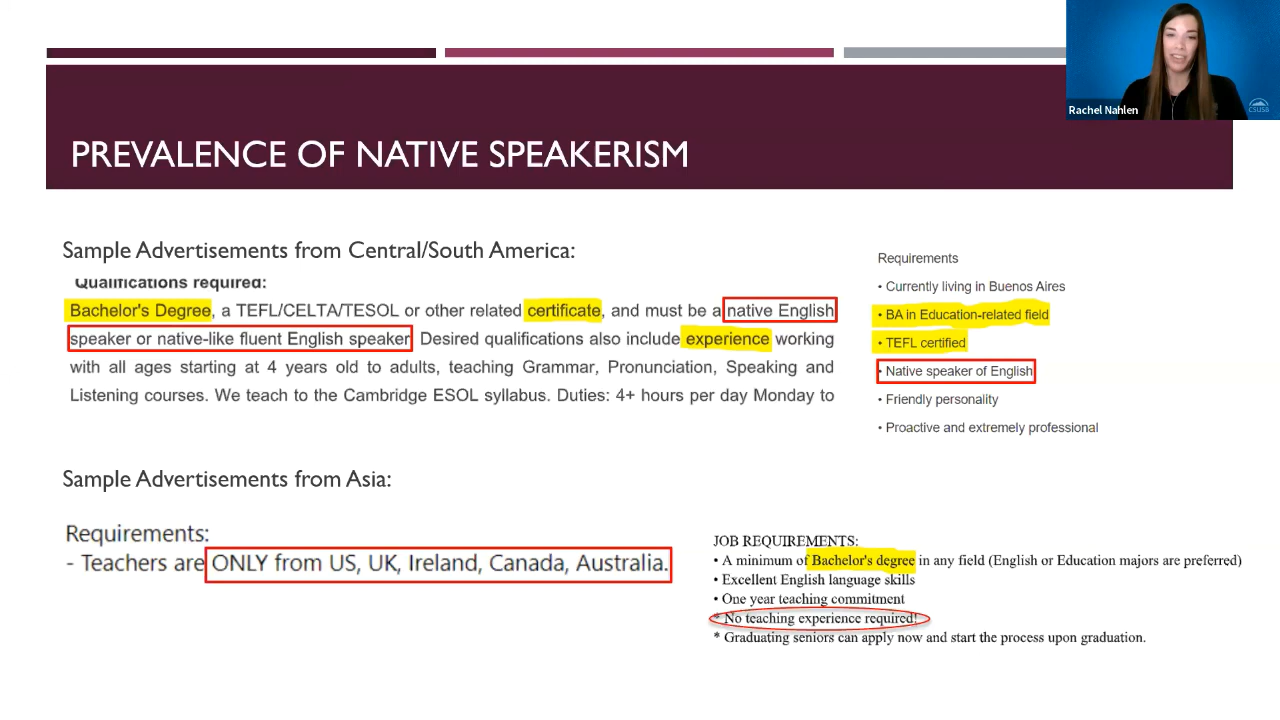 Rachel Nahlen
CSUSB
PREVALENCE OF NATIVE SPEAKERISM
Sample Advertisements from Central/South America:
Qualifications required:
Bachelor's Degree, a TEFL/CELTA/TESOL or other related certificate, and must be a native English
speaker or native-like fluent English speaker Desired qualifications also include experience working
with all ages starting at 4 years old to adults, teaching Grammar, Pronunciation, Speaking and
Listening courses. We teach to the Cambridge ESOL syllabus. Duties: 4+ hours per day Monday to
Requirements
• Currently living in Buenos Aires
• BA in Education-related field
• TEFL certified
• Native speaker of English
• Friendly personality
• Proactive and extremely professional
Sample Advertisements from Asia:
Requirements:
- Teachers are ONLY from US, UK, Ireland, Canada, Australia.
JOB REQUIREMENTS:
• A minimum of Bachelor's degree in any field (English or Education majors are preferred)
• Excellent English language skills
• One year teaching commitment
* No teaching experience required!
* Graduating seniors can apply now and start the process upon graduation.